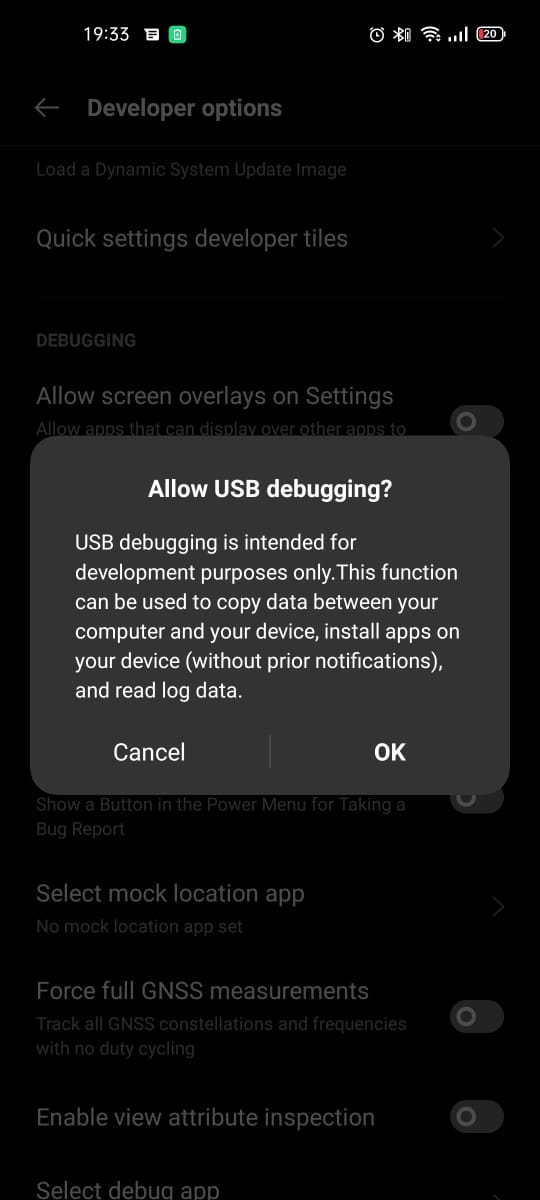 19:33
20
Developer options
Load a Dynamic System Update Image
Quick settings developer tiles
DEBUGGING
Allow screen overlays on Settings
Allow apps that can display over other apps to
Allow USB debugging?
USB debugging is intended for
development purposes only.This function
can be used to copy data between your
computer and your device, install apps on
your device (without prior notifications),
and read log data.
Cancel
OK
Show a Button in the Power Menu for Taking a
Bug Report
Select mock location app
No mock location app set
Force full GNSS measurements
Track all GNSS constellations and frequencies
with no duty cycling
Enable view attribute inspection
Select debug app